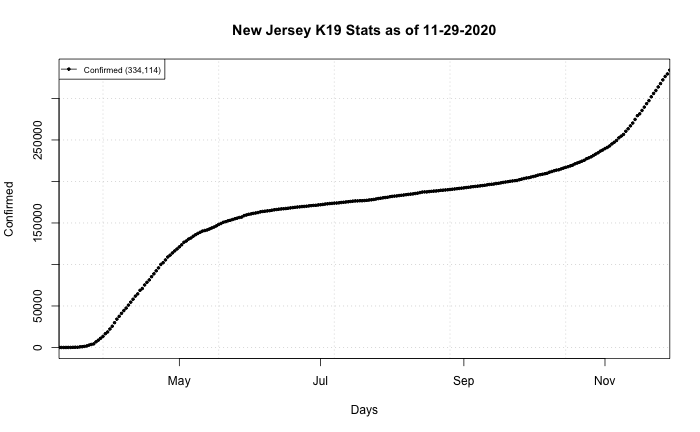 New Jersey K19 Stats as of 11-29-2020
Confirmed (334,114)
Confirmed
250000
150000
50000
0
May
Jul
Sep
Nov
Days